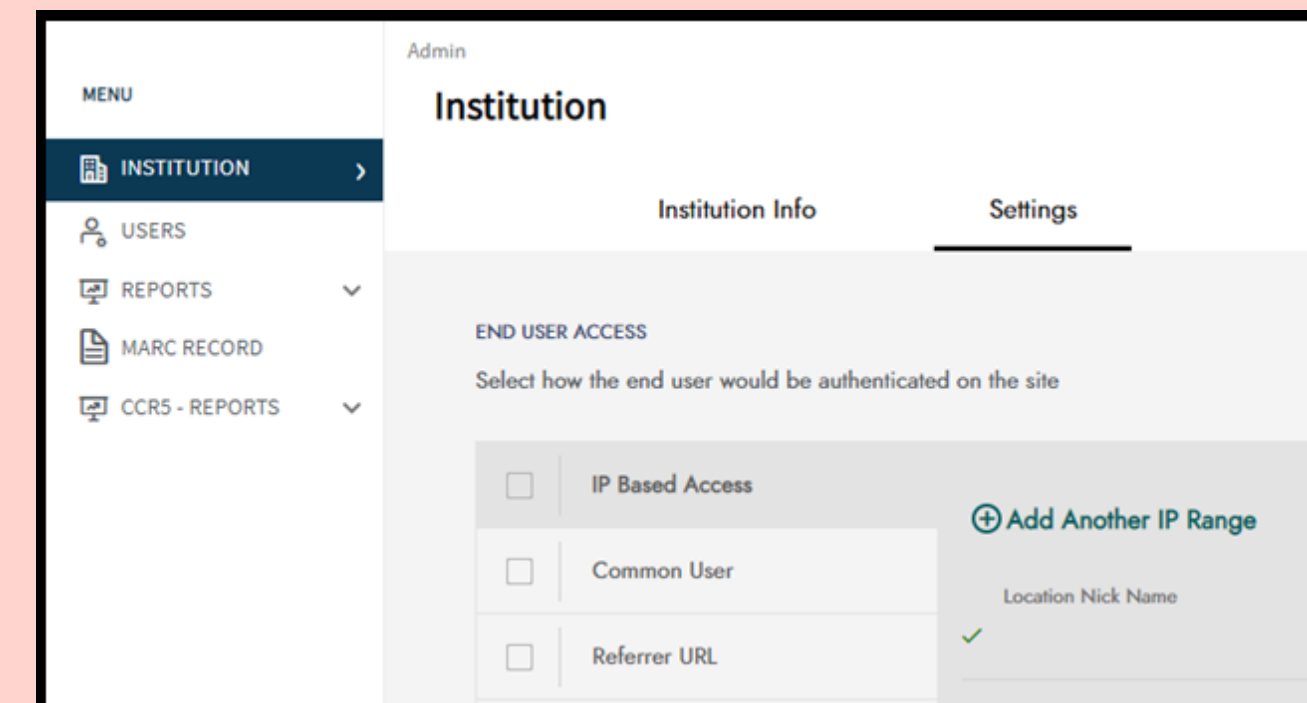 MENU
INSTITUTION
USERS
REPORTS
MARC RECORD
CCR5 - REPORTS
Admin
Institution
Institution Info
Settings
END USER ACCESS
Select how the end user would be authenticated on the site
IP Based Access
Common User
Referrer URL
Add Another IP Range
Location Nick Name